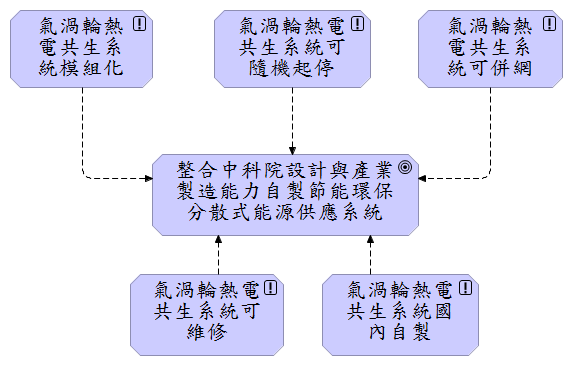 氣渦輪熱
電共生系
統模組化
氣渦輪熱電
共生系統可
隨機起停
氣渦輪熱
電共生系
統可併網
整合中科院設計與產業
製造能力自製節能環保
分散式能源供應系統
氣渦輪熱電
共生系統可
維修
氣渦輪熱電
共生系統國
內自製